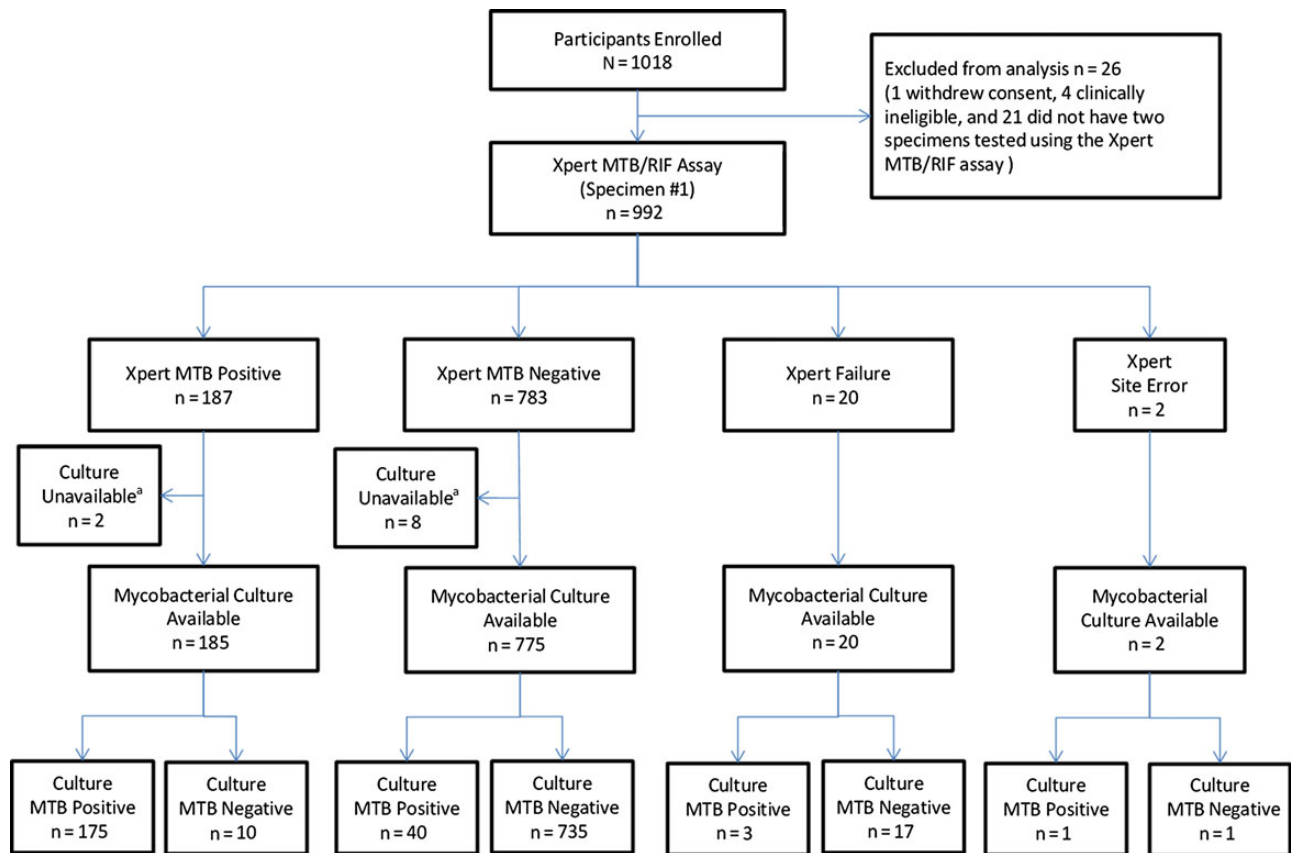 Participants Enrolled
N = 1018
Excluded from analysis n = 26
(1 withdrew consent, 4 clinically
ineligible, and 21 did not have two
specimens tested using the Xpert
MTB/RIF assay )
Xpert MTB/RIF Assay
(Specimen #1)
n = 992
Xpert MTB Positive
n = 187
Xpert MTB Negative
n = 783
Xpert Failure
n = 20
Xpert
Site Error
n = 2
Culture
Unavailableᵃ
n = 2
Culture
Unavailableᵃ
n = 8
Mycobacterial Culture
Available
n = 185
Mycobacterial Culture
Available
n = 775
Mycobacterial Culture
Available
n = 20
Mycobacterial
Culture Available
n = 2
Culture
MTB Positive
n = 175
Culture
MTB Negative
n = 10
Culture
MTB Positive
n = 40
Culture
MTB Negative
n = 735
Culture
MTB Positive
n = 3
Culture
MTB Negative
n = 17
Culture
MTB Positive
n = 1
Culture
MTB Negative
n = 1